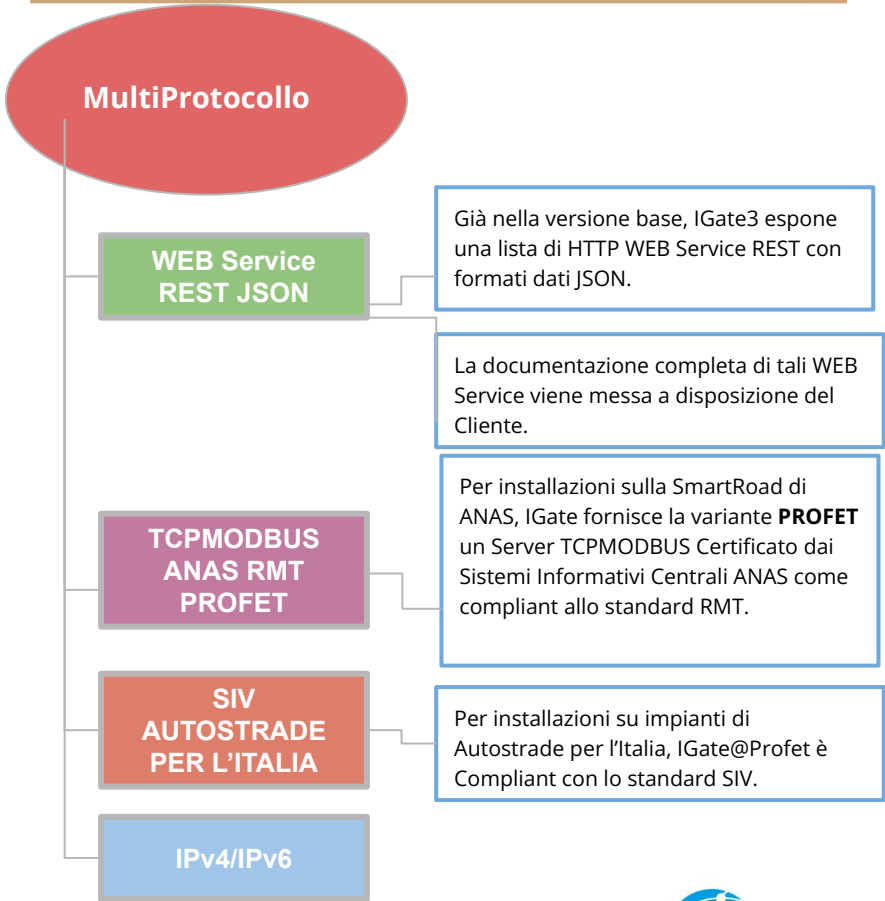 MultiProtocollo
WEB Service
REST JSON
Già nella versione base, IGate3 espone
una lista di HTTP WEB Service REST con
formati dati JSON.
La documentazione completa di tali WEB
Service viene messa a disposizione del
Cliente.
TCPMODBUS
ANAS RMT
PROFET
Per installazioni sulla SmartRoad di
ANAS, IGate fornisce la variante PROFET
un Server TCPMODBUS Certificato dai
Sistemi Informativi Centrali ANAS come
compliant allo standard RMT.
SIV
AUTOSTRADE
PER L'ITALIA
Per installazioni su impianti di
Autostrade per l'Italia, IGate@Profet è
Compliant con lo standard SIV.
IPv4/IPv6